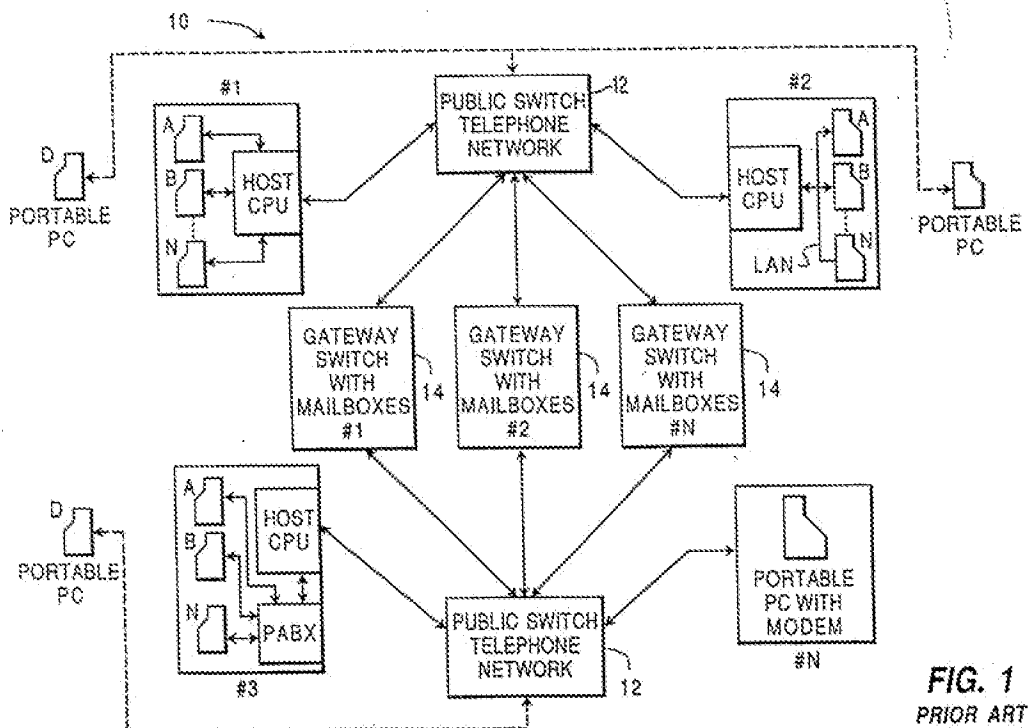 10
#1
A
B
N
HOST
CPU
D
PORTABLE
PC
PUBLIC SWITCH
TELEPHONE
NETWORK
12
#2
HOST
CPU
A
B
N
LAN
PORTABLE
PC
GATEWAY
SWITCH
WITH
MAILBOXES
#1
14
GATEWAY
SWITCH
WITH
MAILBOXES
#2
14
GATEWAY
SWITCH
WITH
MAILBOXES
#N
14
D
PORTABLE
PC
A
B
N
HOST
CPU
PABX
#3
PUBLIC SWITCH
TELEPHONE
NETWORK
12
PORTABLE
PC WITH
MODEM
#N
FIG. 1
PRIOR ART